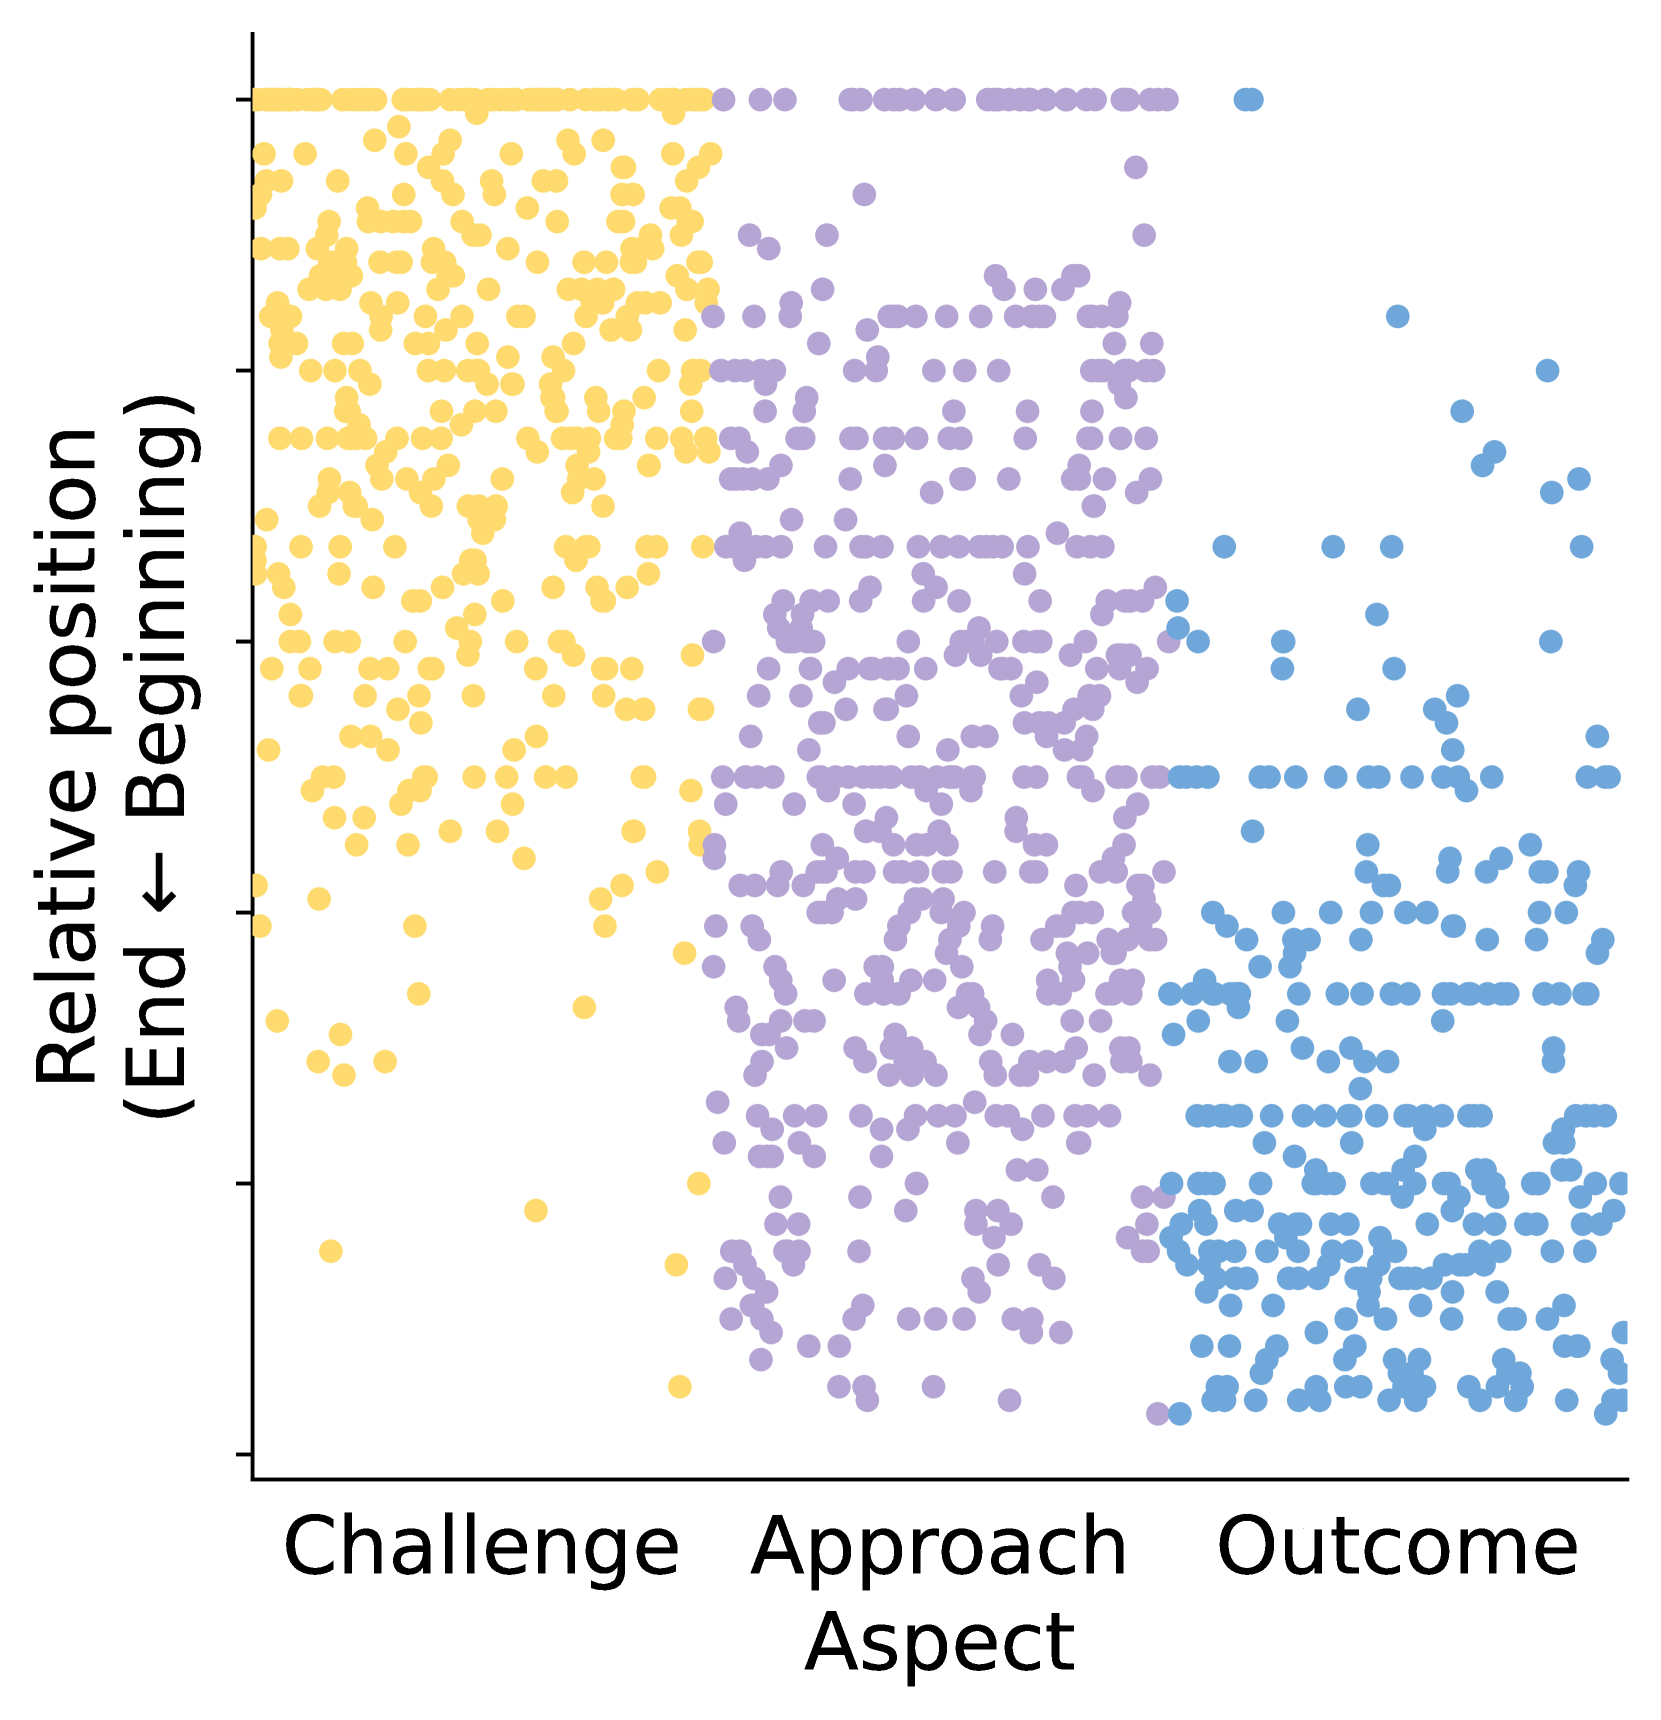 Relative position
(End ← Beginning)
Challenge
Approach
Outcome
Aspect